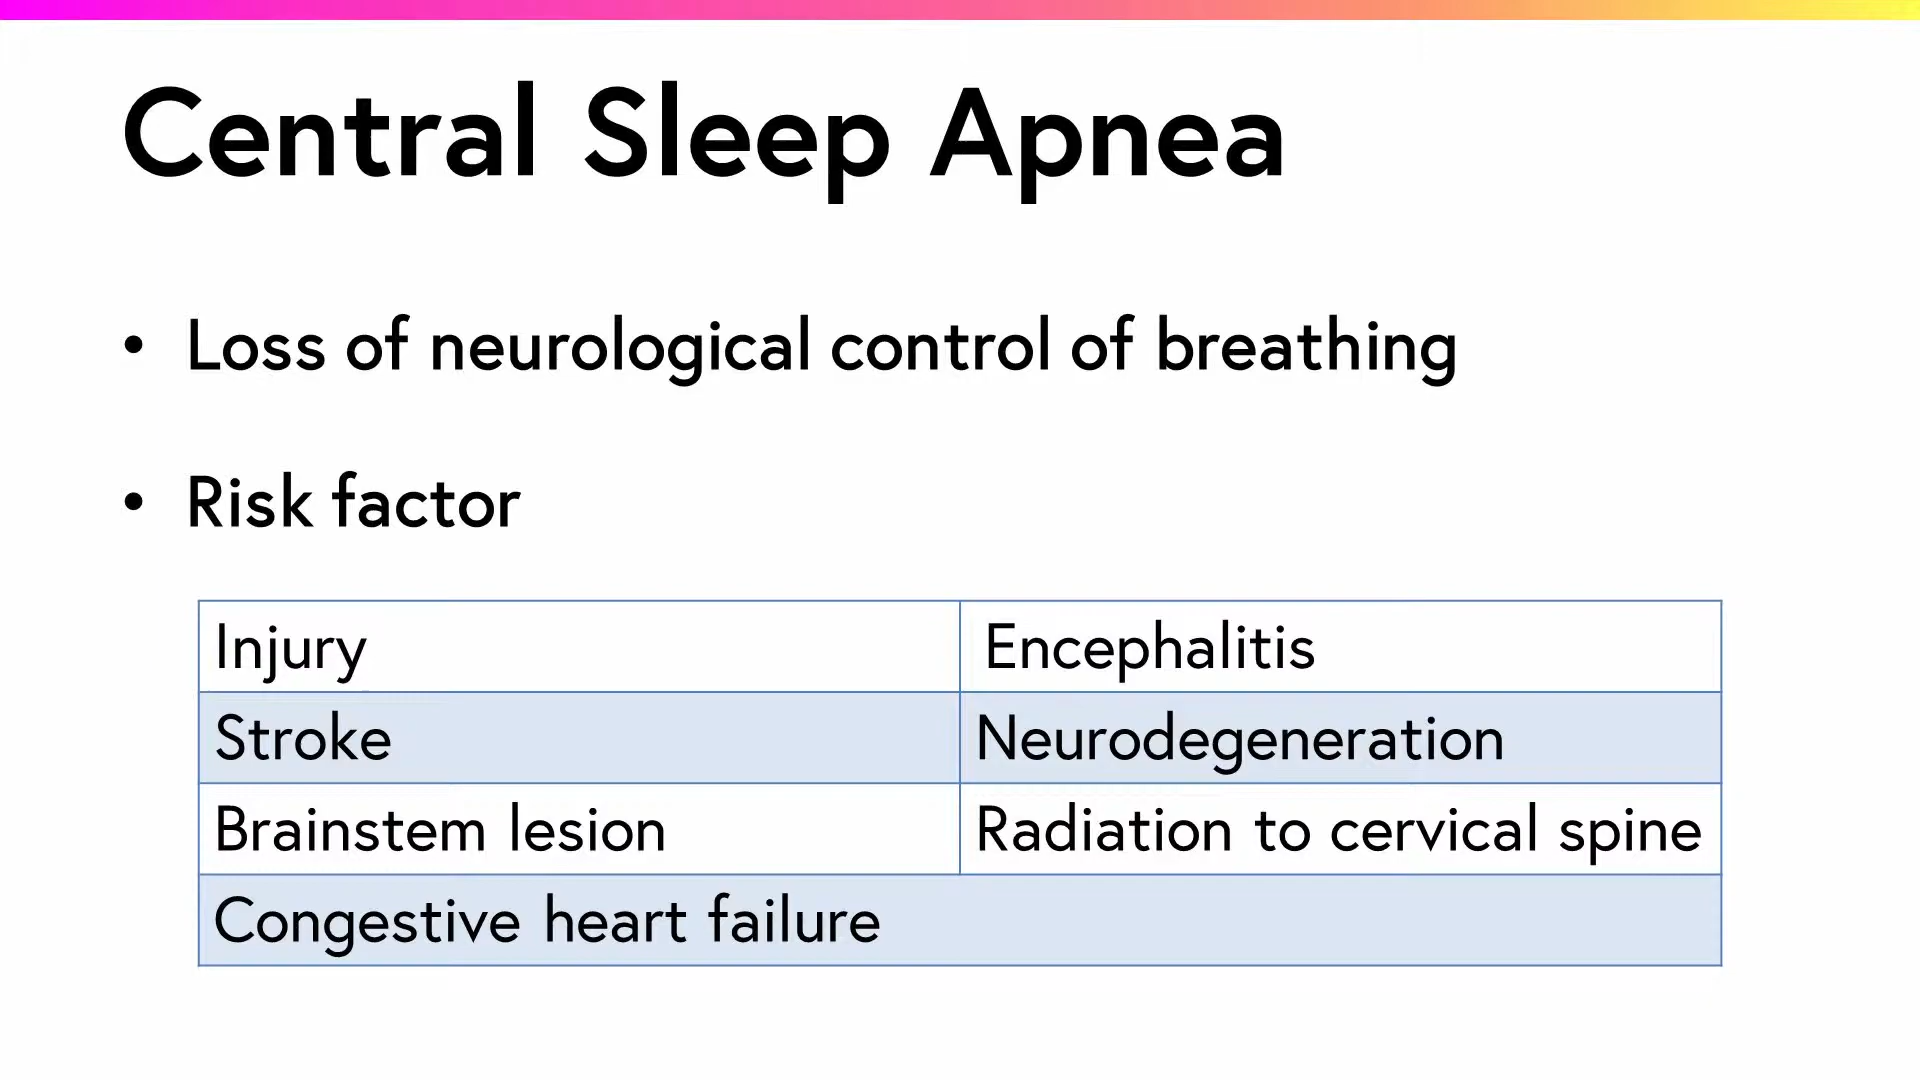 Central Sleep Apnea
• Loss of neurological control of breathing
• Risk factor
Injury Encephalitis
Stroke Neurodegeneration
Brainstem lesion Radiation to cervical spine
Congestive heart failure